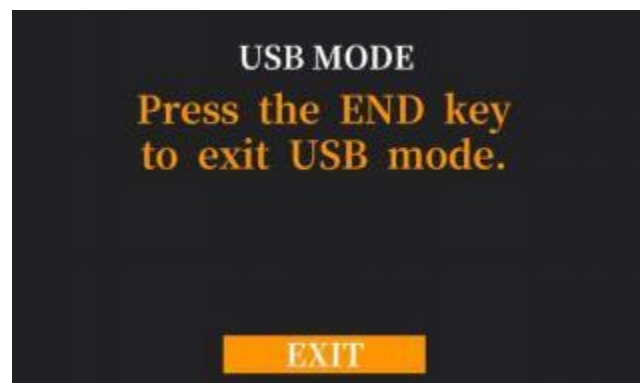 USB MODE
Press the END key
to exit USB mode.
EXIT